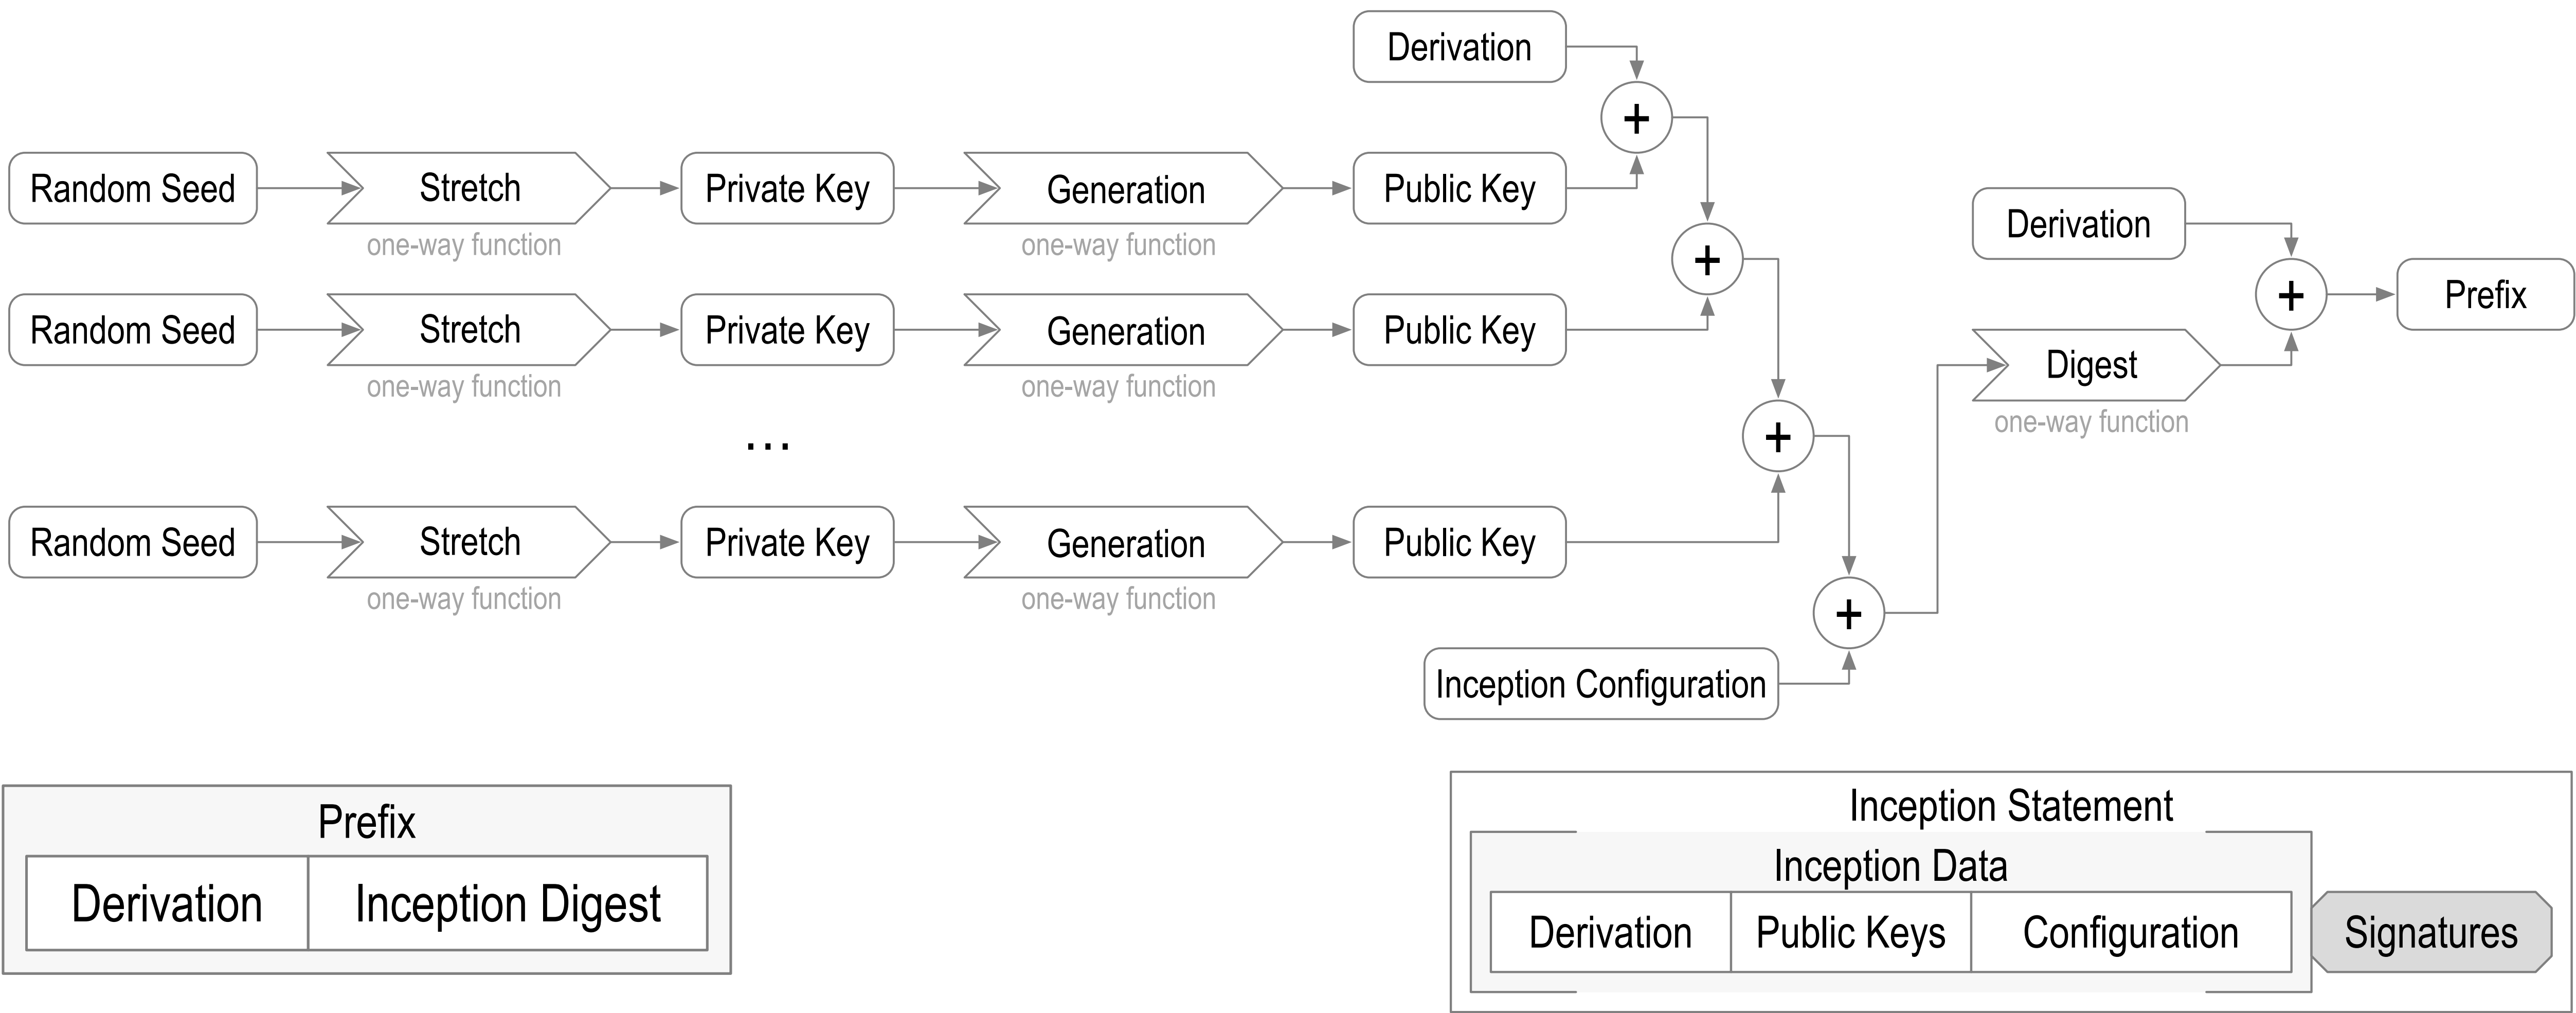 Derivation
+
Random Seed
Stretch
one-way function
Private Key
Generation
one-way function
Public Key
+
Derivation
Random Seed
Stretch
one-way function
Private Key
Generation
one-way function
Public Key
+
Prefix
Digest
one-way function
...
+
Random Seed
Stretch
one-way function
Private Key
Generation
one-way function
Public Key
+
Inception Configuration
Prefix
Derivation
Inception Digest
Inception Statement
Inception Data
Derivation
Public Keys
Configuration
Signatures